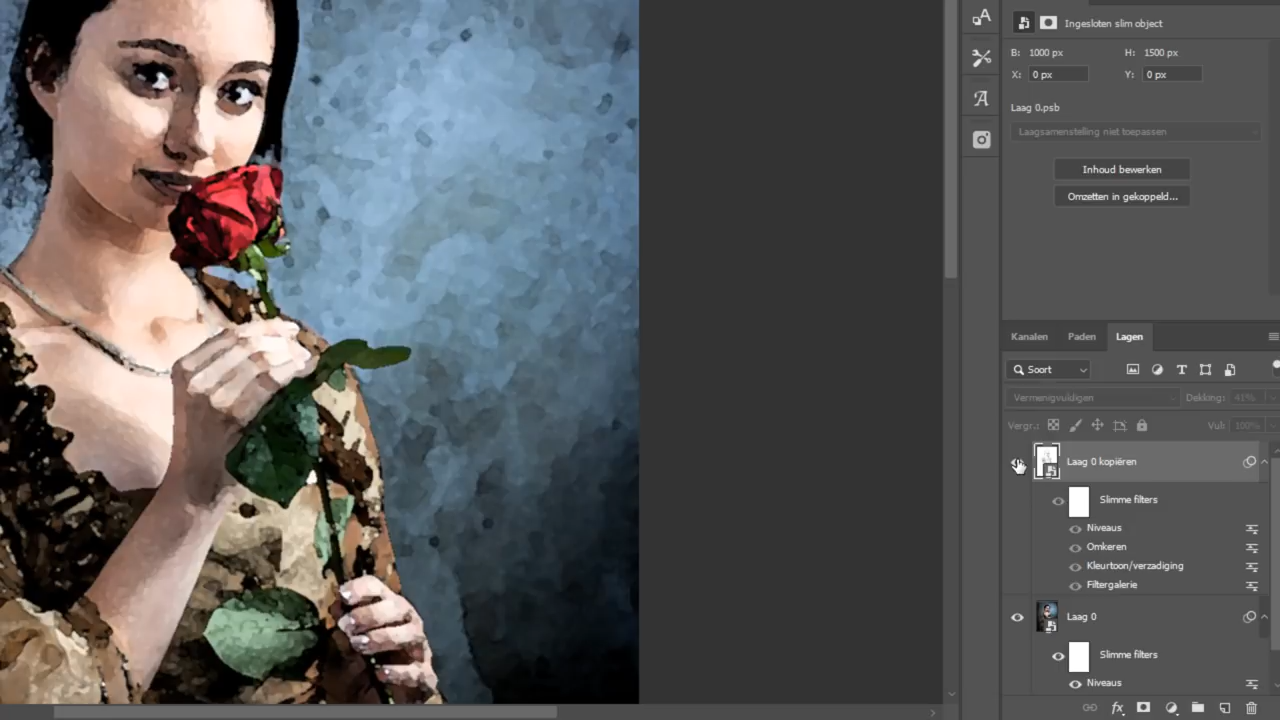 Ingesloten slim object
B: 1000 px H: 1500 px
X: 0 px Y: 0 px
Laag 0.psb
Laagsamenstelling niet toepassen
Inhoud bewerken
Omzetten in gekoppeld...
Kanalen Paden Lagen
Soort
Vermenigvuldigen Dekking: 41%
Vergr.: Vul: 100%
Laag 0 kopiëren
Slimme filters
Niveaus
Omkeren
Kleurtoon/verzadiging
Filtergalerie
Laag 0
Slimme filters
Niveaus
fx